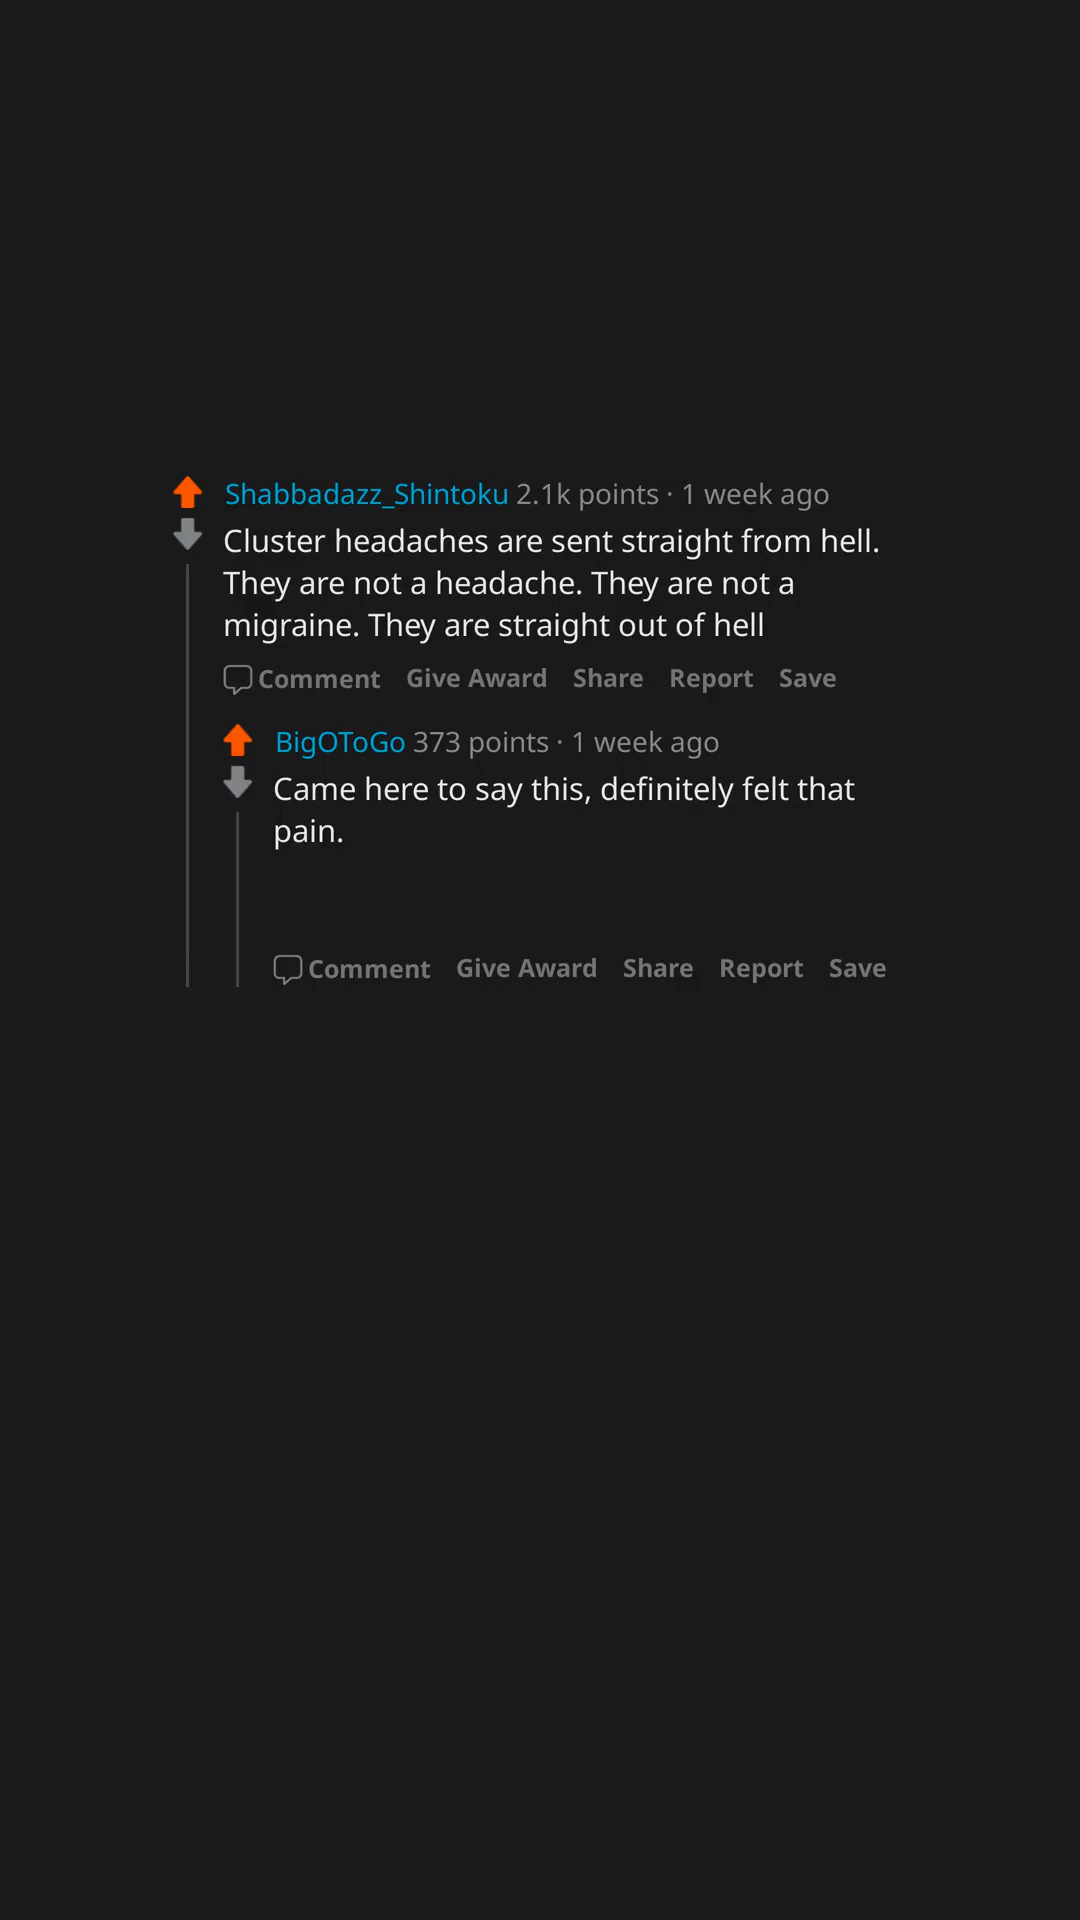 Shabbadazz_Shintoku 2.1k points · 1 week ago
Cluster headaches are sent straight from hell.
They are not a headache. They are not a
migraine. They are straight out of hell
Comment Give Award Share Report Save
BigOToGo 373 points · 1 week ago
Came here to say this, definitely felt that
pain.
Comment Give Award Share Report Save